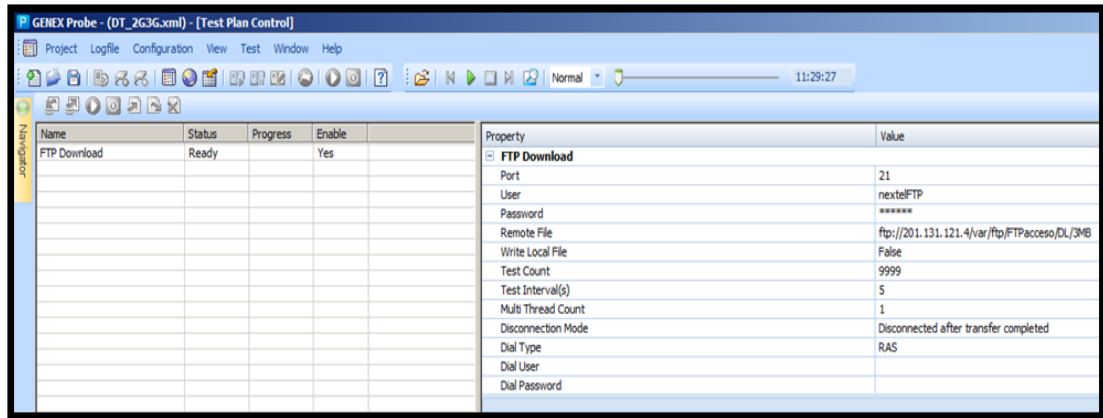 GENEX Probe - (DT_2G3G.xml) - [Test Plan Control]
Project Logfile Configuration View Test Window Help
Normal 11:29:27
Navigator
Name Status Progress Enable
FTP Download Ready Yes
Property Value
FTP Download
Port 21
User nextelFTP
Password ******
Remote File ftp://201.131.121.4/var/ftp/FTPacceso/DL/3MB
Write Local File False
Test Count 9999
Test Interval(s) 5
Multi Thread Count 1
Disconnection Mode Disconnected after transfer completed
Dial Type RAS
Dial User
Dial Password